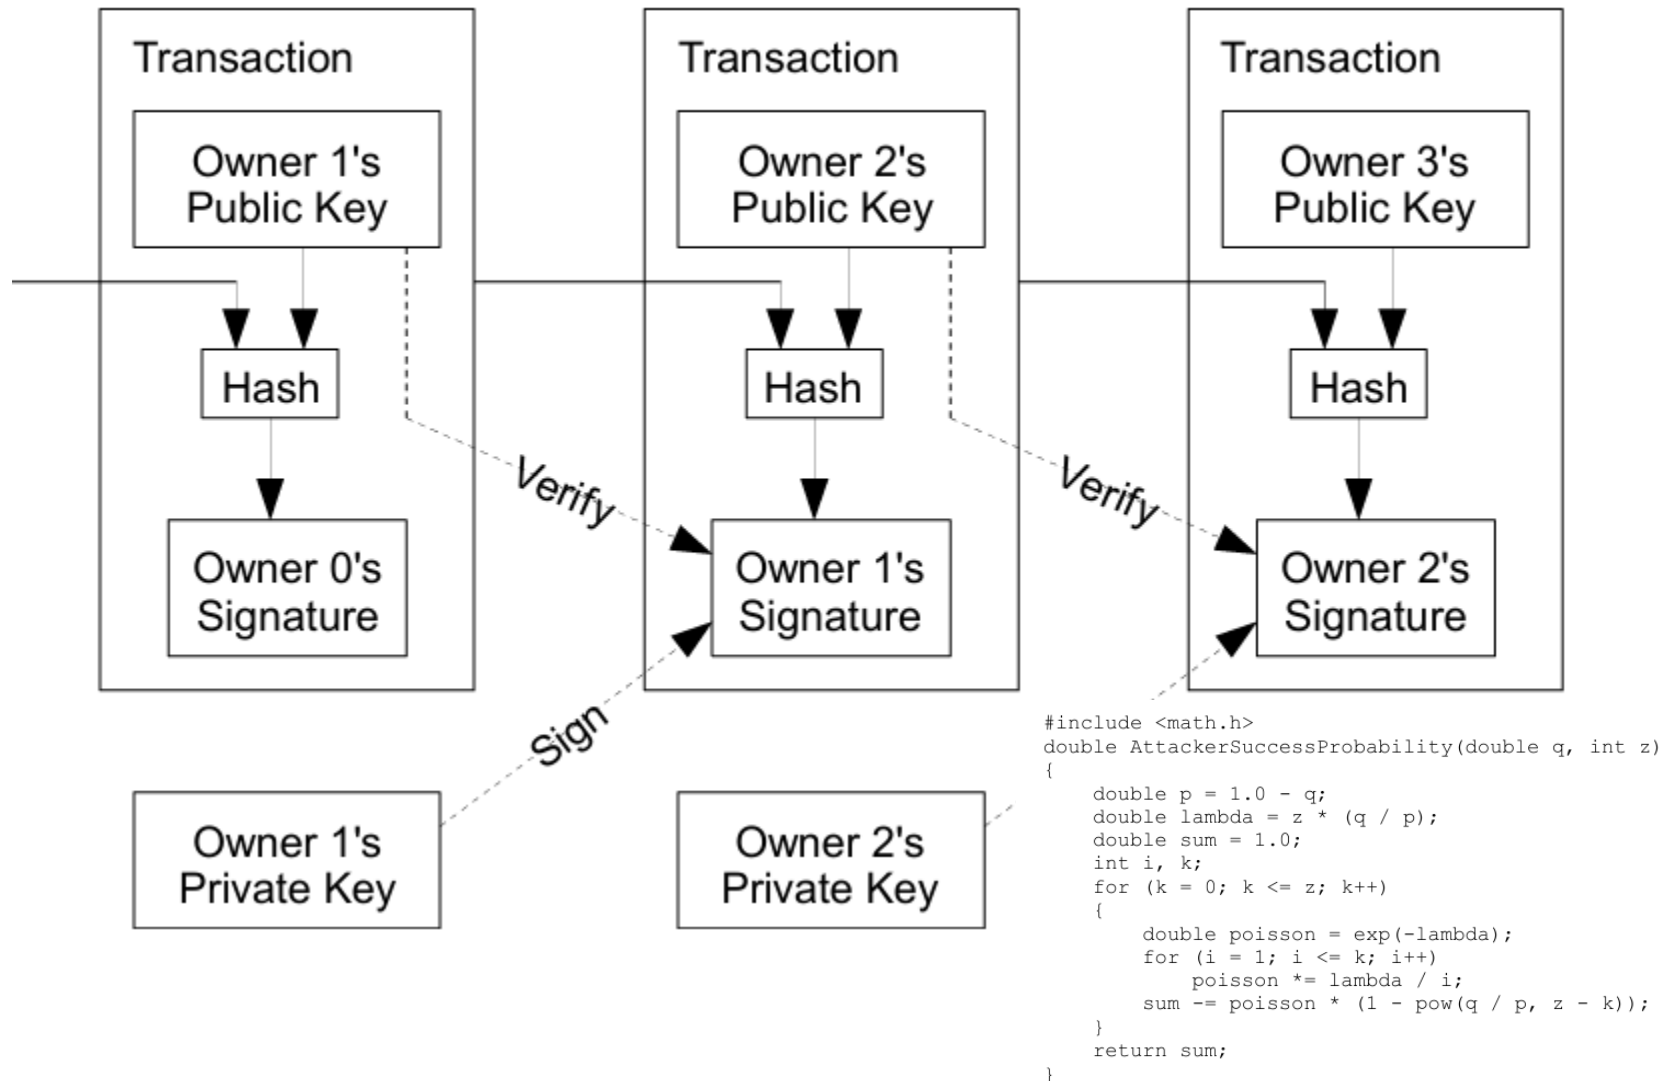 Transaction
Owner 1's
Public Key
Hash
Owner 0's
Signature
Transaction
Owner 2's
Public Key
Hash
Verify
Owner 1's
Signature
Transaction
Owner 3's
Public Key
Hash
Verify
Owner 2's
Signature
Sign
Owner 1's
Private Key
Owner 2's
Private Key
#include <math.h>
double AttackerSuccessProbability(double q, int z)
{
    double p = 1.0 - q;
    double lambda = z * (q / p);
    double sum = 1.0;
    int i, k;
    for (k = 0; k <= z; k++)
    {
        double poisson = exp(-lambda);
        for (i = 1; i <= k; i++)
            poisson *= lambda / i;
        sum -= poisson * (1 - pow(q / p, z - k));
    }
    return sum;
}